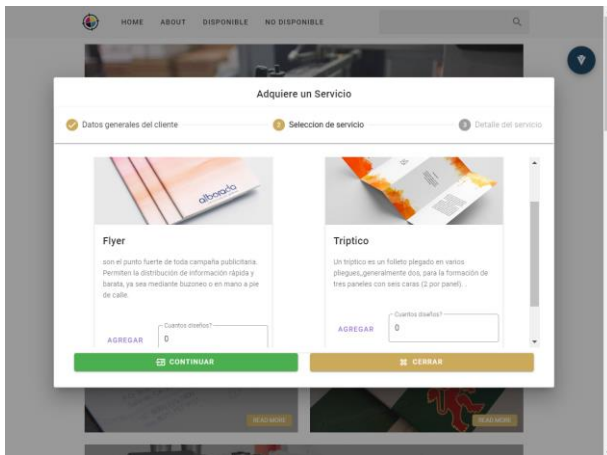 HOME ABOUT DISPONIBLE NO DISPONIBLE
Adquiere un Servicio
Datos generales del cliente
2 Seleccion de servicio
3 Detalle del servicio
alborada
Flyer
son el punto fuerte de toda campaña publicitaria.
Permiten la distribución de información rápida y
barata, ya sea mediante buzoneo o en mano a pie
de calle.
AGREGAR
Cuantos diseños?
0
Triptico
Un tríptico es un folleto plegado en varios
pliegues,,generalmente dos, para la formación de
tres paneles con seis caras (2 por panel). .
AGREGAR
Cuantos diseños?
0
CONTINUAR
CERRAR
READ MORE
READ MORE